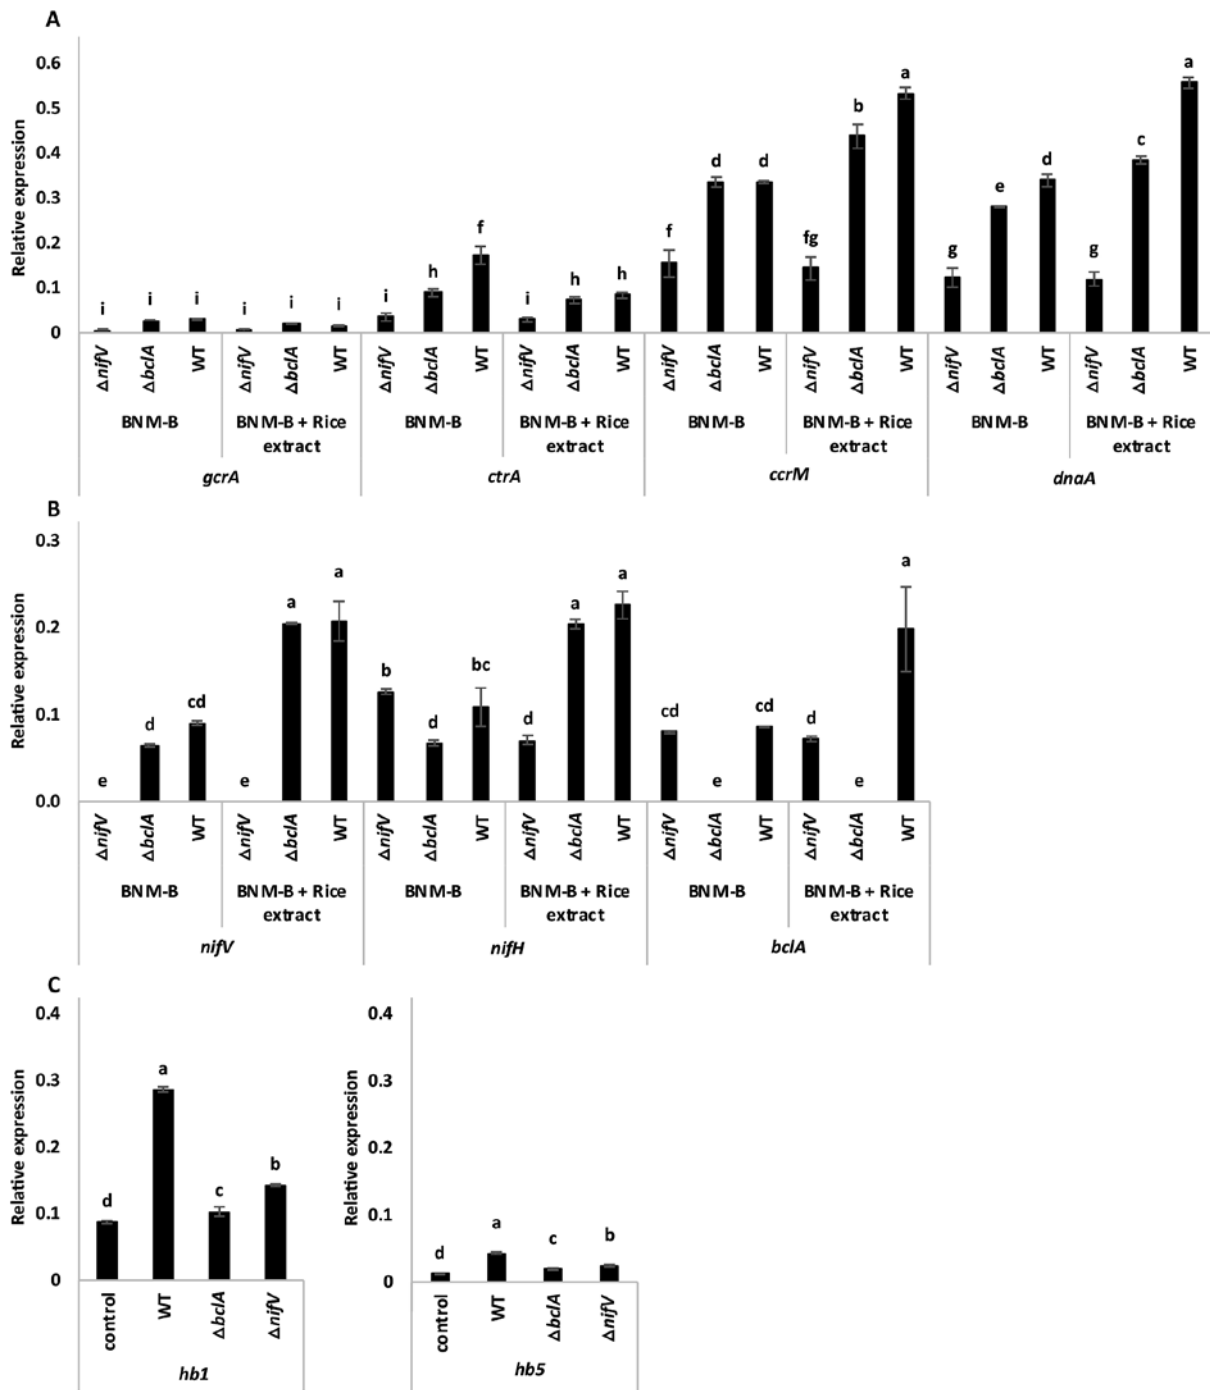 A
Relative expression
0.6
0.5
0.4
0.3
0.2
0.1
0
i i i i i i i h f i h h f d d fg b a g e d g c a
ΔnifV ΔbclA WT ΔnifV ΔbclA WT ΔnifV ΔbclA WT ΔnifV ΔbclA WT ΔnifV ΔbclA WT ΔnifV ΔbclA WT ΔnifV ΔbclA WT ΔnifV ΔbclA WT
BNM-B BNM-B + Rice BNM-B BNM-B + Rice BNM-B BNM-B + Rice BNM-B BNM-B + Rice
extract extract extract extract
gcrA ctrA ccrM dnaA
B
Relative expression
0.3
0.2
0.1
0.0
e d cd e a a b d bc d a a cd e cd d e a
ΔnifV ΔbclA WT ΔnifV ΔbclA WT ΔnifV ΔbclA WT ΔnifV ΔbclA WT ΔnifV ΔbclA WT ΔnifV ΔbclA WT
BNM-B BNM-B + Rice BNM-B BNM-B + Rice BNM-B BNM-B + Rice
extract extract extract
nifV nifH bclA
C
Relative expression
0.4
0.3
0.2
0.1
0
d a c b
control WT ΔbclA ΔnifV
hb1
Relative expression
0.4
0.3
0.2
0.1
0
d a c b
control WT ΔbclA ΔnifV
hb5